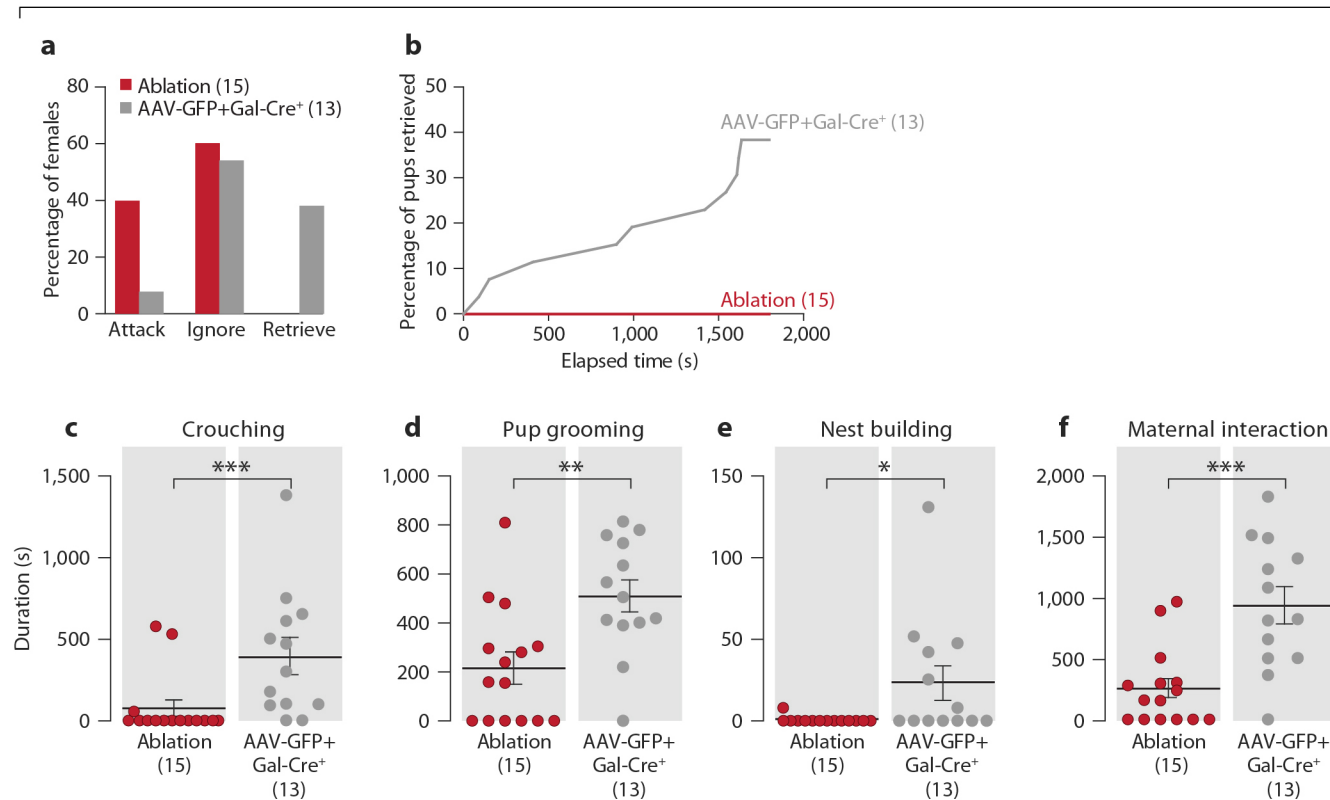 a
Percentage of females
80
60
40
20
0
Ablation (15)
AAV-GFP+Gal-Cre⁺ (13)
Attack Ignore Retrieve
b
Percentage of pups retrieved
50
40
30
20
10
0
AAV-GFP+Gal-Cre⁺ (13)
Ablation (15)
0 500 1,000 1,500 2,000
Elapsed time (s)
c
Crouching
Duration (s)
1,500
1,000
500
0
***
Ablation
(15)
AAV-GFP+
Gal-Cre⁺
(13)
d
Pup grooming
1,000
800
600
400
200
0
**
Ablation
(15)
AAV-GFP+
Gal-Cre⁺
(13)
e
Nest building
150
100
50
0
*
Ablation
(15)
AAV-GFP+
Gal-Cre⁺
(13)
f
Maternal interaction
2,000
1,500
1,000
500
0
***
Ablation
(15)
AAV-GFP+
Gal-Cre⁺
(13)